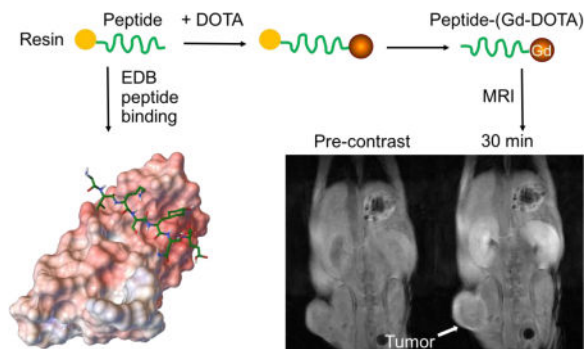 Peptide
+ DOTA
Peptide-(Gd-DOTA)
Resin
Gd
EDB
peptide
binding
MRI
Pre-contrast
30 min
Tumor